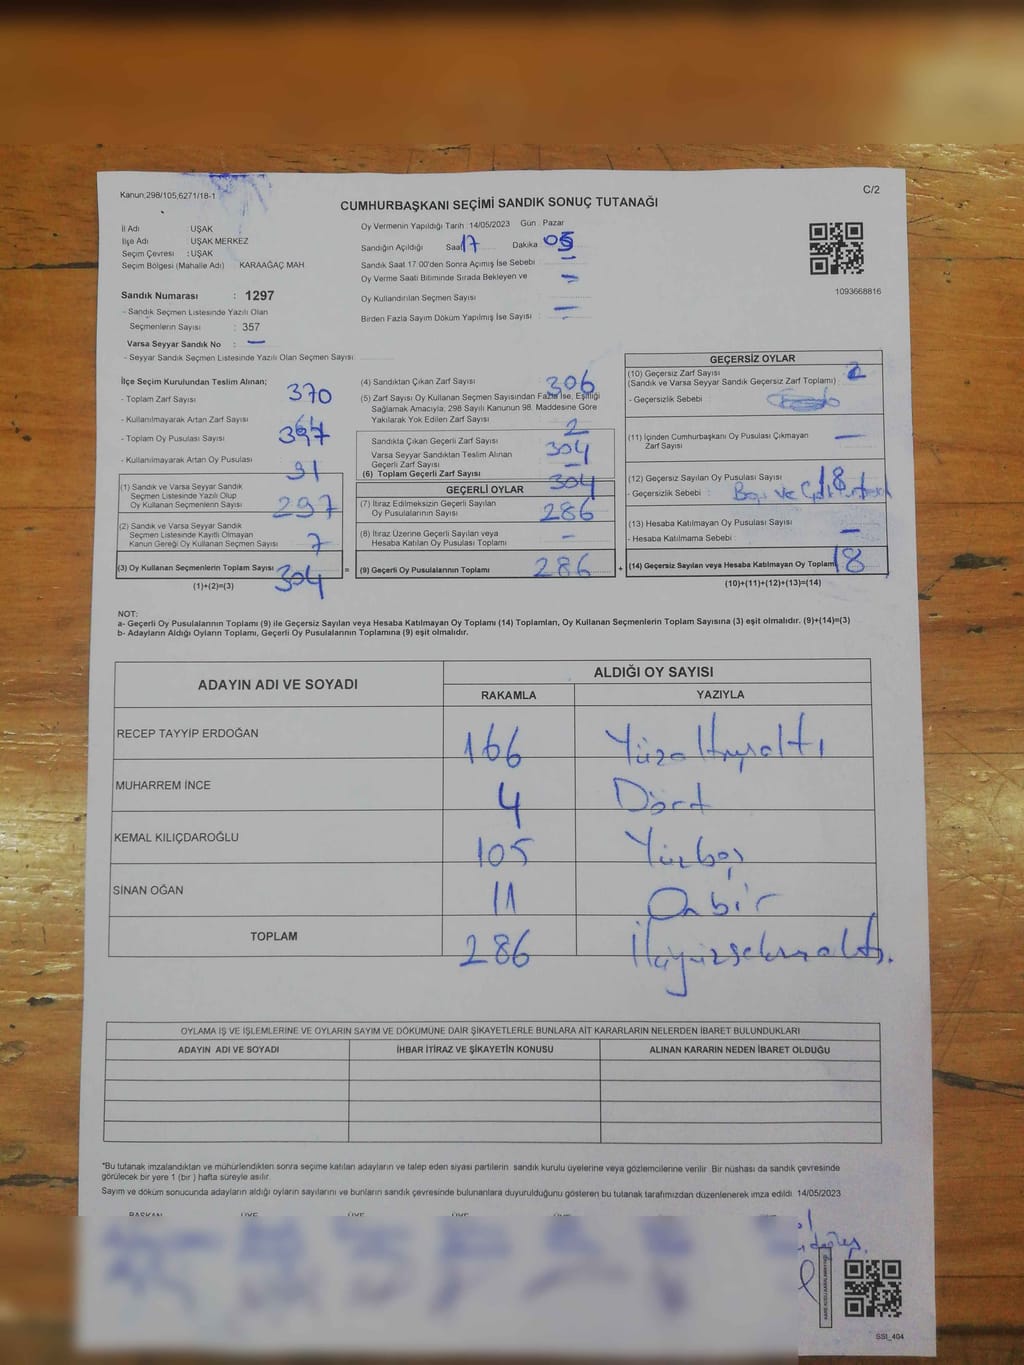 Kanun;298/105,6271/18-1
C/2
CUMHURBAŞKANI SEÇİMİ SANDIK SONUÇ TUTANAĞI
İl Adı : UŞAK
İlçe Adı : UŞAK MERKEZ
Seçim Çevresi : UŞAK
Seçim Bölgesi (Mahalle Adı) KARAAĞAÇ MAH
Sandık Numarası : 1297
- Sandık Seçmen Listesinde Yazılı Olan
Seçmenlerin Sayısı : 357
Varsa Seyyar Sandık No : —
- Seyyar Sandık Seçmen Listesinde Yazılı Olan Seçmen Sayısı:
Oy Vermenin Yapıldığı Tarih :14/05/2023 Gün : Pazar
Sandığın Açıldığı Saat 17 Dakika 05
Sandık Saat 17:00'den Sonra Açımış İse Sebebi : —
Oy Verme Saati Bitiminde Sırada Bekleyen ve —
Oy Kullandırılan Seçmen Sayısı
Birden Fazla Sayım Döküm Yapılmış İse Sayısı : —
1093668816
İlçe Seçim Kurulundan Teslim Alınan;
- Toplam Zarf Sayısı : 370
- Kullanılmayarak Artan Zarf Sayısı : 64
- Toplam Oy Pusulası Sayısı : 397
- Kullanılmayarak Artan Oy Pusulası 91
(1) Sandık ve Varsa Seyyar Sandık
Seçmen Listesinde Yazılı Olup
Oy Kullanan Seçmenlerin Sayısı 297
(2) Sandık ve Varsa Seyyar Sandık
Seçmen Listesinde Kayıtlı Olmayan
Kanun Gereği Oy Kullanan Seçmen Sayısı 7
(3) Oy Kullanan Seçmenlerin Toplam Sayısı 304 =
(1)+(2)=(3)
(4) Sandıktan Çıkan Zarf Sayısı 306
(5) Zarf Sayısı Oy Kullanan Seçmen Sayısından Fazla İse, Eşitliği
Sağlamak Amacıyla; 298 Sayılı Kanunun 98. Maddesine Göre
Yakılarak Yok Edilen Zarf Sayısı 2
Sandıkta Çıkan Geçerli Zarf Sayısı 304
Varsa Seyyar Sandıktan Teslim Alınan
Geçerli Zarf Sayısı —
(6) Toplam Geçerli Zarf Sayısı 304
GEÇERLİ OYLAR
(7) İtiraz Edilmeksizin Geçerli Sayılan
Oy Pusulalarının Sayısı 286
(8) İtiraz Üzerine Geçerli Sayılan veya
Hesaba Katılan Oy Pusulası Toplamı —
(9) Geçerli Oy Pusulalarının Toplamı 286 +
GEÇERSİZ OYLAR
(10) Geçersiz Zarf Sayısı
(Sandık ve Varsa Seyyar Sandık Geçersiz Zarf Toplamı)
- Geçersizlik Sebebi :
(11) İçinden Cumhurbaşkanı Oy Pusulası Çıkmayan —
Zarf Sayısı
(12) Geçersiz Sayılan Oy Pusulası Sayısı : 18
- Geçersizlik Sebebi : Boş ve
(13) Hesaba Katılmayan Oy Pusulası Sayısı —
- Hesaba Katılmama Sebebi :
(14) Geçersiz Sayılan veya Hesaba Katılmayan Oy Toplamı 18
(10)+(11)+(12)+(13)=(14)
NOT:
a- Geçerli Oy Pusulalarının Toplamı (9) ile Geçersiz Sayılan veya Hesaba Katılmayan Oy Toplamı (14) Toplamları, Oy Kullanan Seçmenlerin Toplam Sayısına (3) eşit olmalıdır. (9)+(14)=(3)
b- Adayların Aldığı Oyların Toplamı, Geçerli Oy Pusulalarının Toplamına (9) eşit olmalıdır.
ADAYIN ADI VE SOYADI
ALDIĞI OY SAYISI
RAKAMLA YAZIYLA
RECEP TAYYİP ERDOĞAN 166 Yüzaltmışaltı
MUHARREM İNCE 4 Dört
KEMAL KILIÇDAROĞLU 105 Yüzbeş
SİNAN OĞAN 11 Onbir
TOPLAM 286 İkiyüzseksenaltı.
OYLAMA İŞ VE İŞLEMLERİNE VE OYLARIN SAYIM VE DÖKÜMÜNE DAİR ŞİKAYETLERLE BUNLARA AİT KARARLARIN NELERDEN İBARET BULUNDUKLARI
ADAYIN ADI VE SOYADI İHBAR İTİRAZ VE ŞİKAYETİN KONUSU ALINAN KARARIN NEDEN İBARET OLDUĞU
*Bu tutanak imzalandıktan ve mühürlendikten sonra seçime katılan adayların ve talep eden siyasi partilerin sandık kurulu üyelerine veya gözlemcilerine verilir. Bir nüshası da sandık çevresinde
görülecek bir yere 1 (bir ) hafta süreyle asılır.
Sayım ve döküm sonucunda adayların aldığı oyların sayılarını ve bunların sandık çevresinde bulunanlara duyurulduğunu gösteren bu tutanak tarafımızdan düzenlenerek imza edildi. 14/05/2023
BAŞKAN ÜYE ÜYE ÜYE ÜYE
SSI_404